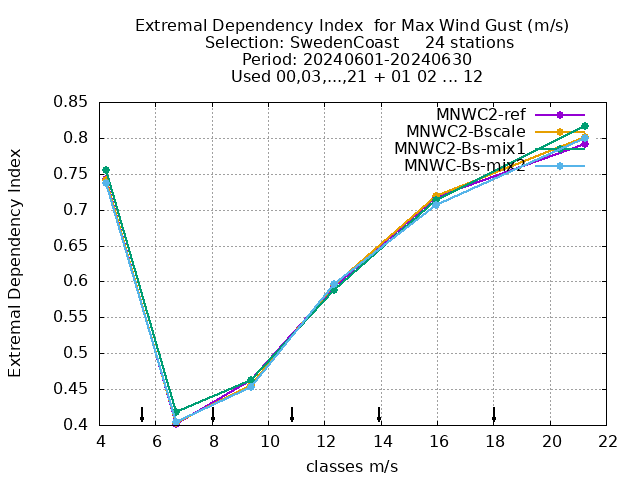 Extremal Dependency Index  for Max Wind Gust (m/s)
Selection: SwedenCoast     24 stations
Period: 20240601-20240630
Used 00,03,...,21 + 01 02 ... 12
MNWC2-ref
MNWC2-Bscale
MNWC2-Bs-mix1
MNWC-Bs-mix2
Extremal Dependency Index
0.85
0.8
0.75
0.7
0.65
0.6
0.55
0.5
0.45
0.4
4 6 8 10 12 14 16 18 20 22
classes m/s